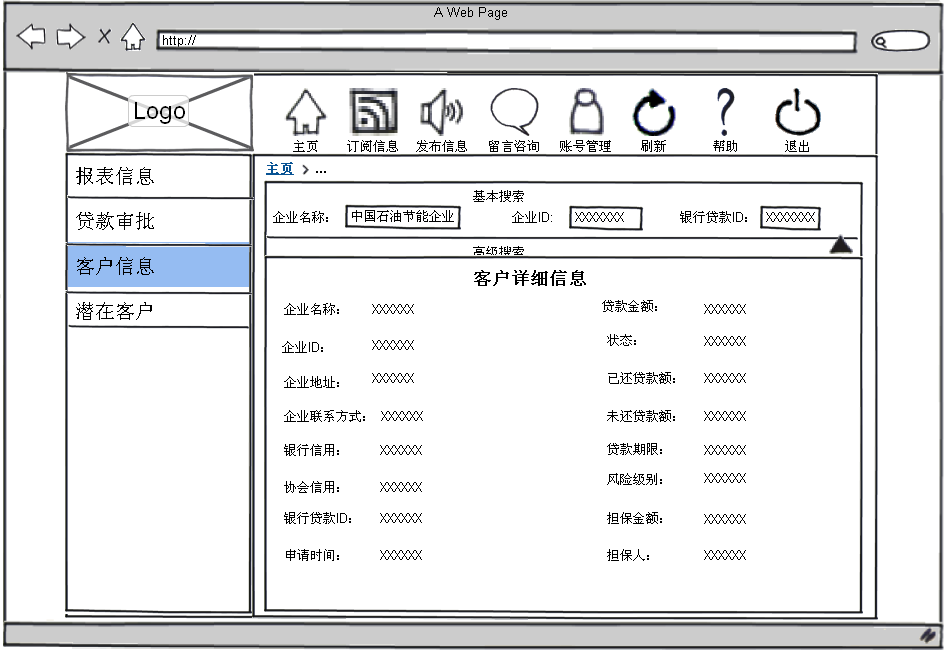 A Web Page
http://
Logo
主页 订阅信息 发布信息 留言咨询 账号管理 刷新 帮助 退出
报表信息
贷款审批
客户信息
潜在客户
主页 > ...
基本搜索
企业名称: 中国石油节能企业 企业ID: XXXXXXX 银行贷款ID: XXXXXXX
高级搜索
客户详细信息
企业名称: XXXXXX 贷款金额: XXXXXX
企业ID: XXXXXX 状态: XXXXXX
企业地址: XXXXXX 已还贷款额: XXXXXX
企业联系方式: XXXXXX 未还贷款额: XXXXXX
银行信用: XXXXXX 贷款期限: XXXXXX
协会信用: XXXXXX 风险级别: XXXXXX
银行贷款ID: XXXXXX 担保金额: XXXXXX
申请时间: XXXXXX 担保人: XXXXXX